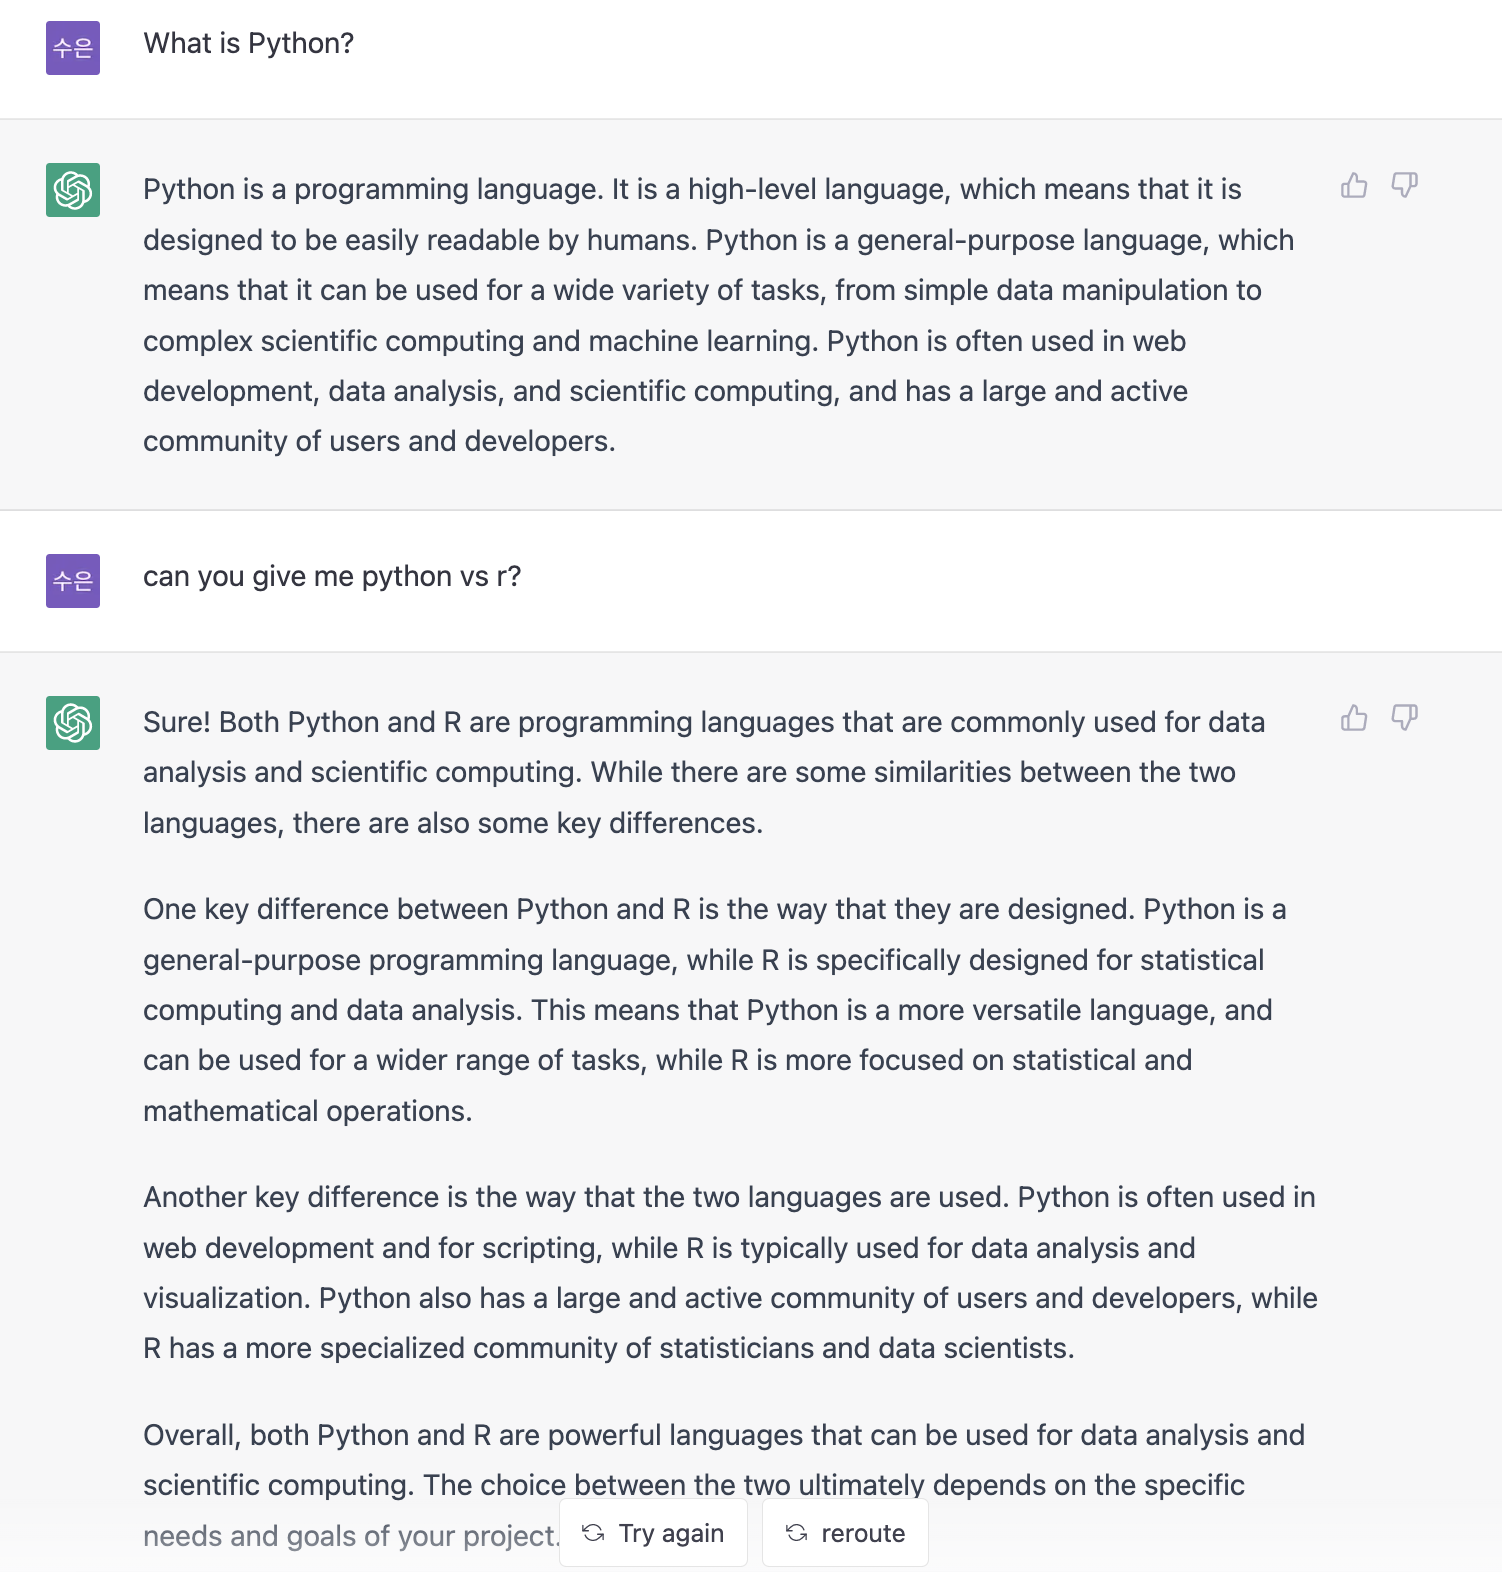 수은
What is Python?
Python is a programming language. It is a high-level language, which means that it is
designed to be easily readable by humans. Python is a general-purpose language, which
means that it can be used for a wide variety of tasks, from simple data manipulation to
complex scientific computing and machine learning. Python is often used in web
development, data analysis, and scientific computing, and has a large and active
community of users and developers.
수은
can you give me python vs r?
Sure! Both Python and R are programming languages that are commonly used for data
analysis and scientific computing. While there are some similarities between the two
languages, there are also some key differences.
One key difference between Python and R is the way that they are designed. Python is a
general-purpose programming language, while R is specifically designed for statistical
computing and data analysis. This means that Python is a more versatile language, and
can be used for a wider range of tasks, while R is more focused on statistical and
mathematical operations.
Another key difference is the way that the two languages are used. Python is often used in
web development and for scripting, while R is typically used for data analysis and
visualization. Python also has a large and active community of users and developers, while
R has a more specialized community of statisticians and data scientists.
Overall, both Python and R are powerful languages that can be used for data analysis and
scientific computing. The choice between the two ultimately depends on the specific
needs and goals of your project.
Try again
reroute